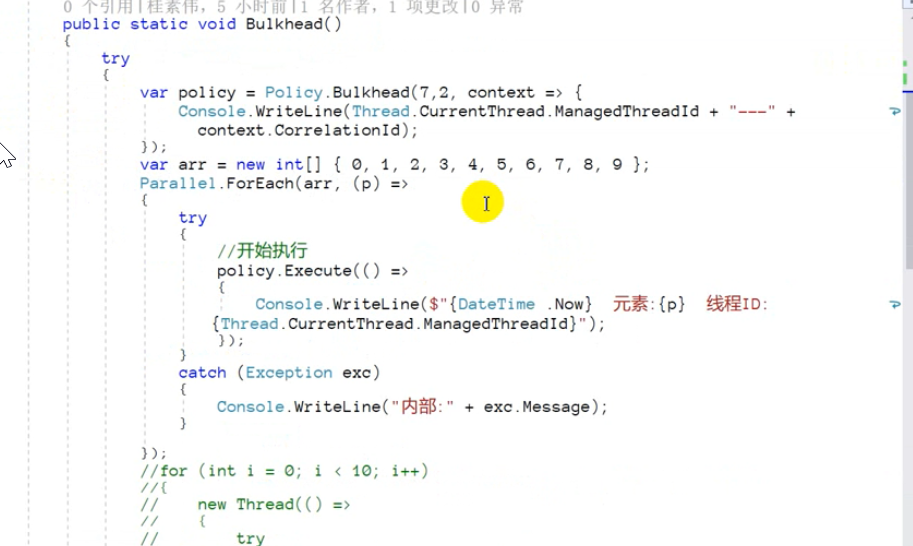 0 个引用|桂素伟，5 小时前|1 名作者，1 项更改|0 异常
public static void Bulkhead()
{
try
{
var policy = Policy.Bulkhead(7,2, context => {
Console.WriteLine(Thread.CurrentThread.ManagedThreadId + "---" +
context.CorrelationId);
});
var arr = new int[] { 0, 1, 2, 3, 4, 5, 6, 7, 8, 9 };
Parallel.ForEach(arr, (p) =>
{
try
{
//开始执行
policy.Execute(() =>
{
Console.WriteLine($"{DateTime .Now} 元素:{p} 线程ID:
{Thread.CurrentThread.ManagedThreadId}");
});
}
catch (Exception exc)
{
Console.WriteLine("内部:" + exc.Message);
}
});
//for (int i = 0; i < 10; i++)
//{
// new Thread(() =>
// {
// try